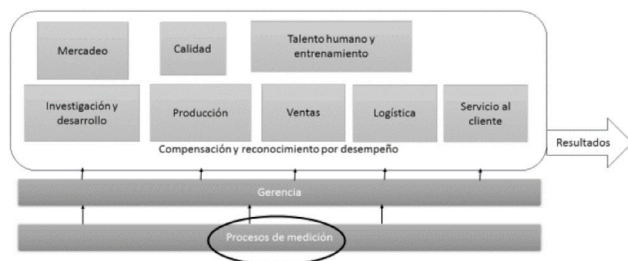 Mercadeo
Calidad
Talento humano y
entrenamiento
Investigación y
desarrollo
Producción
Ventas
Logística
Servicio al
cliente
Compensación y reconocimiento por desempeño
Resultados
Gerencia
Procesos de medición